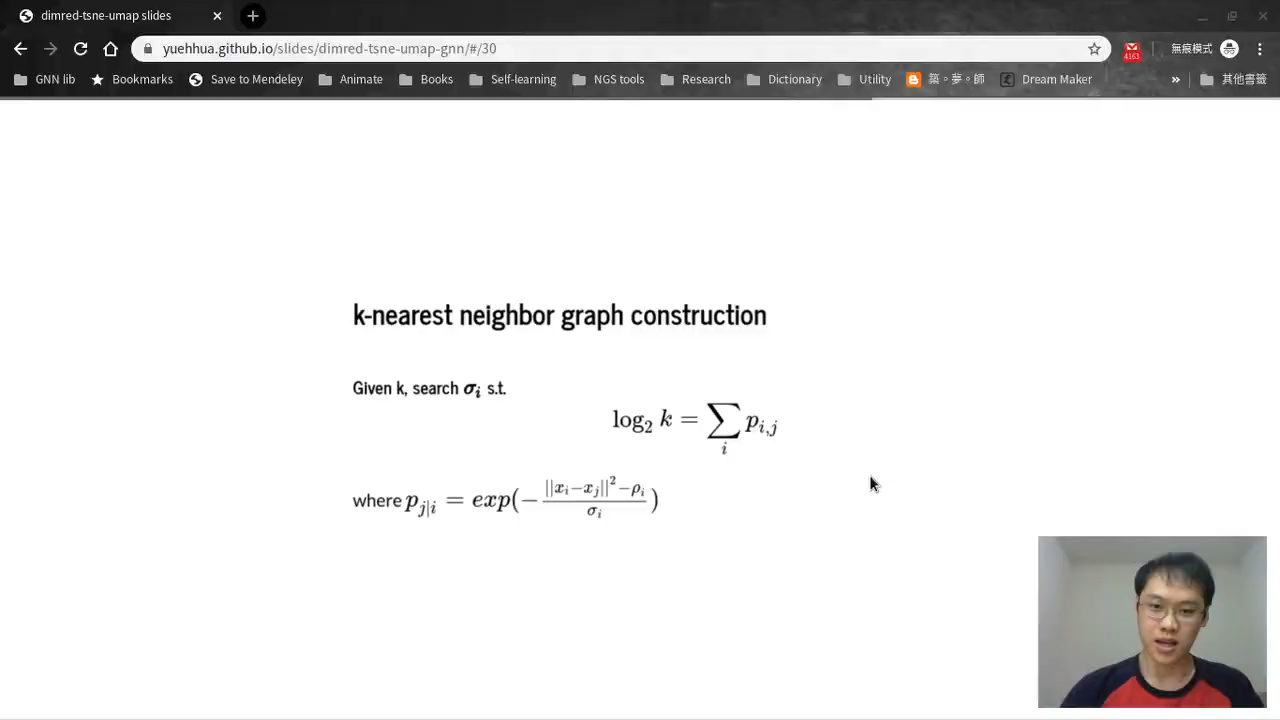 dimred-tsne-umap slides
yuehhua.github.io/slides/dimred-tsne-umap-gnn/#/30
4163
無痕模式
GNN lib Bookmarks Save to Mendeley Animate Books Self-learning NGS tools Research Dictionary Utility 築。夢。師 Dream Maker » 其他書籤
k-nearest neighbor graph construction
Given k, search σᵢ s.t.
log₂ k = ∑ᵢ pᵢ,ⱼ
where p_{j|i} = exp(−(||xᵢ−xⱼ||²−ρᵢ)/σᵢ)